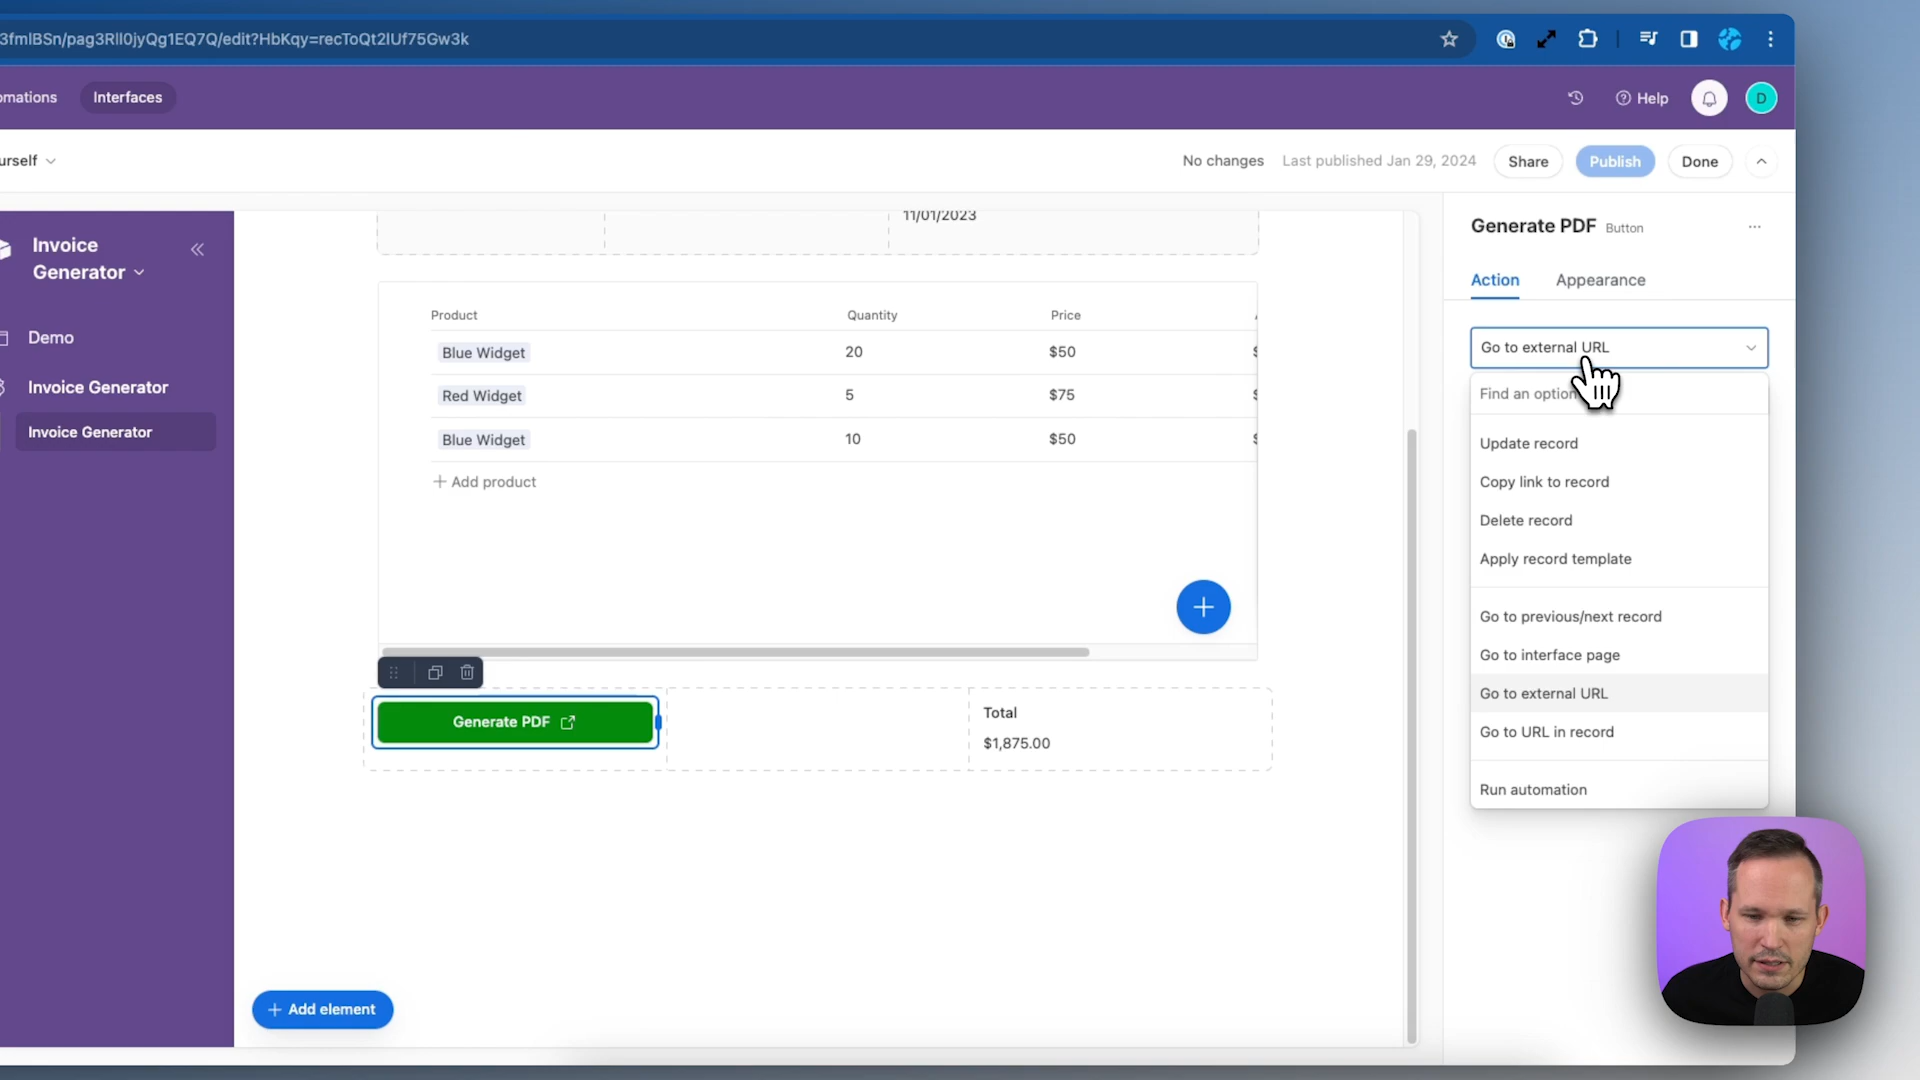 3fmlBSn/pag3Rll0jyQg1EQ7Q/edit?HbKqy=recToQt2IUf75Gw3k
omations
Interfaces
Help
D
urself
No changes
Last published Jan 29, 2024
Share
Publish
Done
Invoice
Generator
Demo
Invoice Generator
Invoice Generator
11/01/2023
Product Quantity Price
Blue Widget 20 $50
Red Widget 5 $75
Blue Widget 10 $50
+ Add product
Generate PDF
Total
$1,875.00
+ Add element
Generate PDF Button
Action
Appearance
Go to external URL
Find an option
Update record
Copy link to record
Delete record
Apply record template
Go to previous/next record
Go to interface page
Go to external URL
Go to URL in record
Run automation